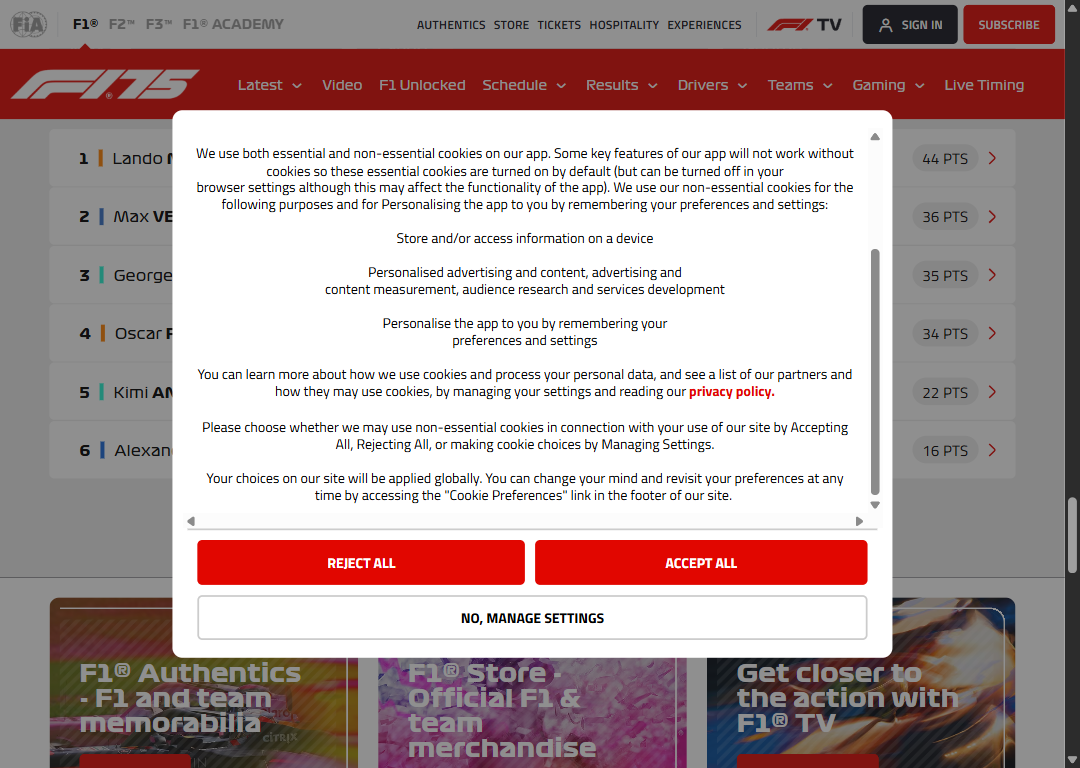 FiA F1® F2™ F3™ F1® ACADEMY AUTHENTICS STORE TICKETS HOSPITALITY EXPERIENCES F1 TV SIGN IN SUBSCRIBE
F1 75 Latest Video F1 Unlocked Schedule Results Drivers Teams Gaming Live Timing
1 Lando 44 PTS
2 Max VE 36 PTS
3 George 35 PTS
4 Oscar 34 PTS
5 Kimi AN 22 PTS
6 Alexan 16 PTS
We use both essential and non-essential cookies on our app. Some key features of our app will not work without
cookies so these essential cookies are turned on by default (but can be turned off in your
browser settings although this may affect the functionality of the app). We use our non-essential cookies for the
following purposes and for Personalising the app to you by remembering your preferences and settings:
Store and/or access information on a device
Personalised advertising and content, advertising and
content measurement, audience research and services development
Personalise the app to you by remembering your
preferences and settings
You can learn more about how we use cookies and process your personal data, and see a list of our partners and
how they may use cookies, by managing your settings and reading our privacy policy.
Please choose whether we may use non-essential cookies in connection with your use of our site by Accepting
All, Rejecting All, or making cookie choices by Managing Settings.
Your choices on our site will be applied globally. You can change your mind and revisit your preferences at any
time by accessing the "Cookie Preferences" link in the footer of our site.
REJECT ALL ACCEPT ALL
NO, MANAGE SETTINGS
F1® Authentics
- F1 and team
memorabilia
CITRIX
F1® Store -
Official F1 &
team
merchandise
Get closer to
the action with
F1® TV